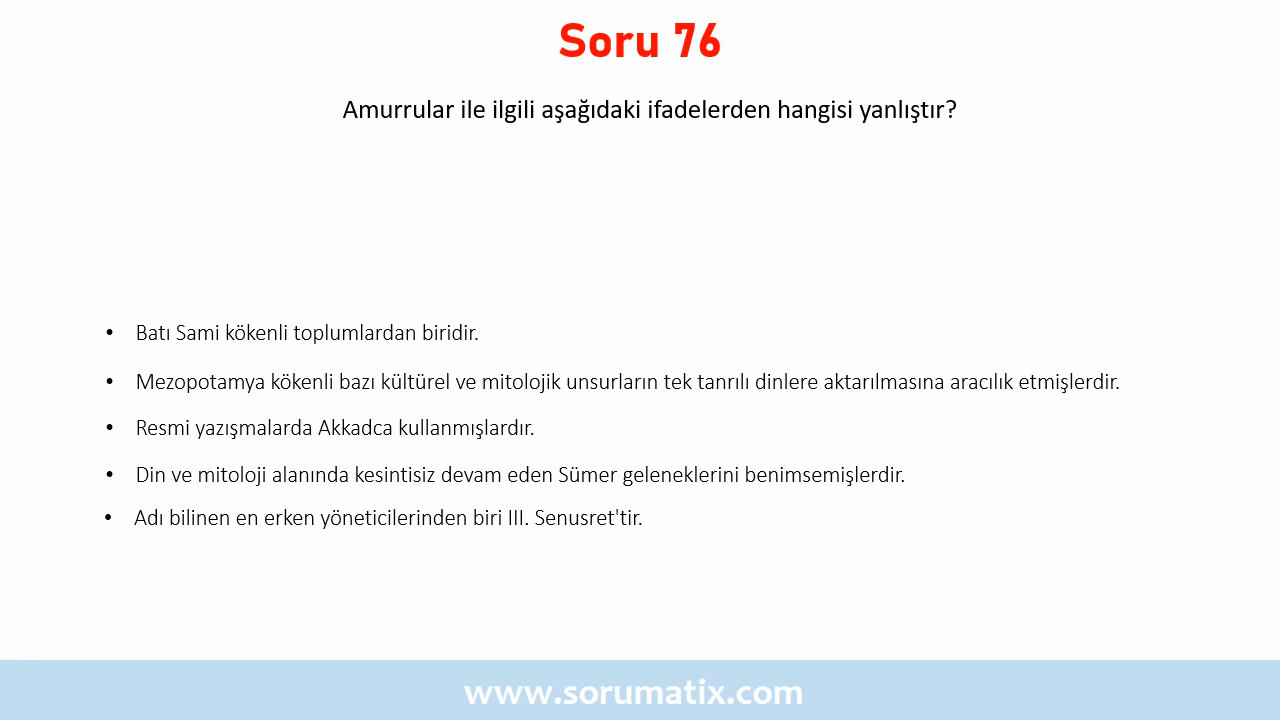 Soru 76
Amurrular ile ilgili aşağıdaki ifadelerden hangisi yanlıştır?
• Batı Sami kökenli toplumlardan biridir.
• Mezopotamya kökenli bazı kültürel ve mitolojik unsurların tek tanrılı dinlere aktarılmasına aracılık etmişlerdir.
• Resmi yazışmalarda Akkadca kullanmışlardır.
• Din ve mitoloji alanında kesintisiz devam eden Sümer geleneklerini benimsemişlerdir.
• Adı bilinen en erken yöneticilerinden biri III. Senusret'tir.
www.sorumatix.com